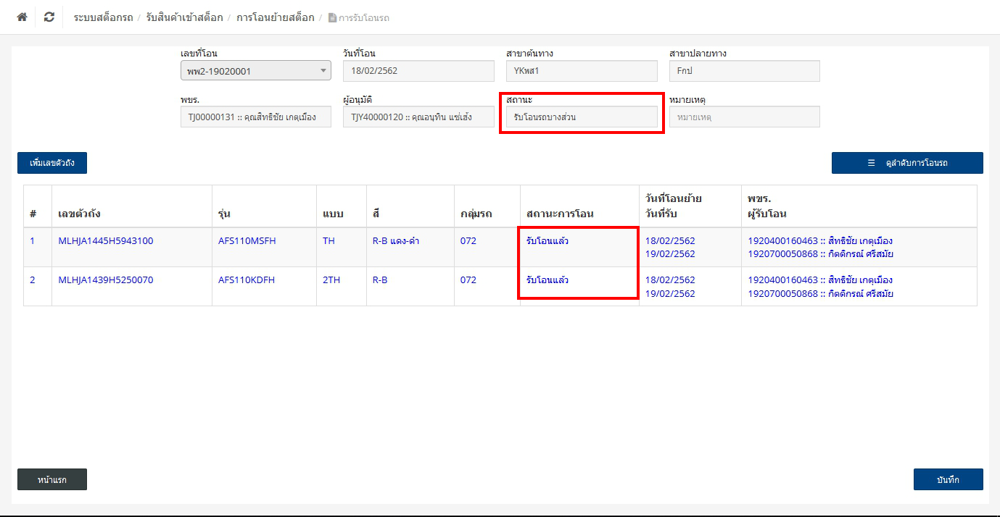 ระบบสต็อกรถ / รับสินค้าเข้าสต็อก / การโอนย้ายสต็อก / การรับโอนรถ
เลขที่โอน วันที่โอน สาขาต้นทาง สาขาปลายทาง
พพ2-19020001 18/02/2562 YKหส1 Fกป
พขร. ผู้อนุมัติ สถานะ หมายเหตุ
TJ00000131 :: คุณสิทธิชัย เกตุเมือง TJY40000120 :: คุณอนุทิน แซ่เฮ้ง รับโอนรถบางส่วน หมายเหตุ
เพิ่มเลขตัวถัง ดูลำดับการโอนรถ
# เลขตัวถัง รุ่น แบบ สี กลุ่มรถ สถานะการโอน วันที่โอนย้าย พขร.
วันที่รับ ผู้รับโอน
1 MLHJA1445H5943100 AFS110MSFH TH R-B แดง-ดำ 072 รับโอนแล้ว 18/02/2562 1920400160463 :: สิทธิชัย เกตุเมือง
19/02/2562 1920700050868 :: กิตติกรณ์ ศรีสมัย
2 MLHJA1439H5250070 AFS110KDFH 2TH R-B 072 รับโอนแล้ว 18/02/2562 1920400160463 :: สิทธิชัย เกตุเมือง
19/02/2562 1920700050868 :: กิตติกรณ์ ศรีสมัย
หน้าแรก บันทึก